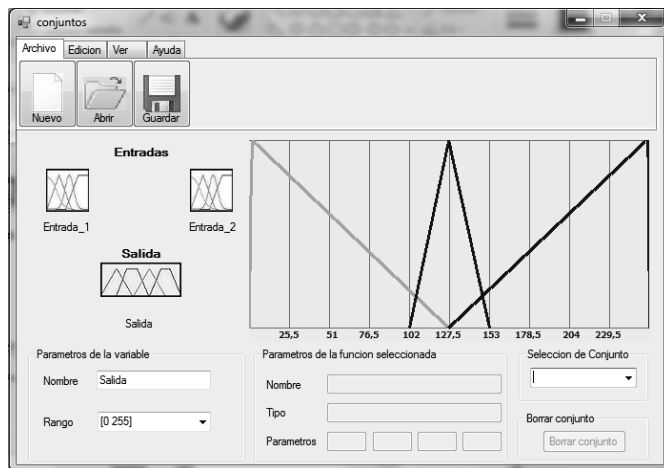 conjuntos
Archivo Edicion Ver Ayuda
Nuevo Abrir Guardar
Entradas
Entrada_1 Entrada_2
Salida
Salida
25,5 51 76,5 102 127,5 153 178,5 204 229,5
Parametros de la variable
Nombre Salida
Rango [0 255]
Parametros de la funcion seleccionada
Nombre
Tipo
Parametros
Seleccion de Conjunto
Borrar conjunto
Borrar conjunto